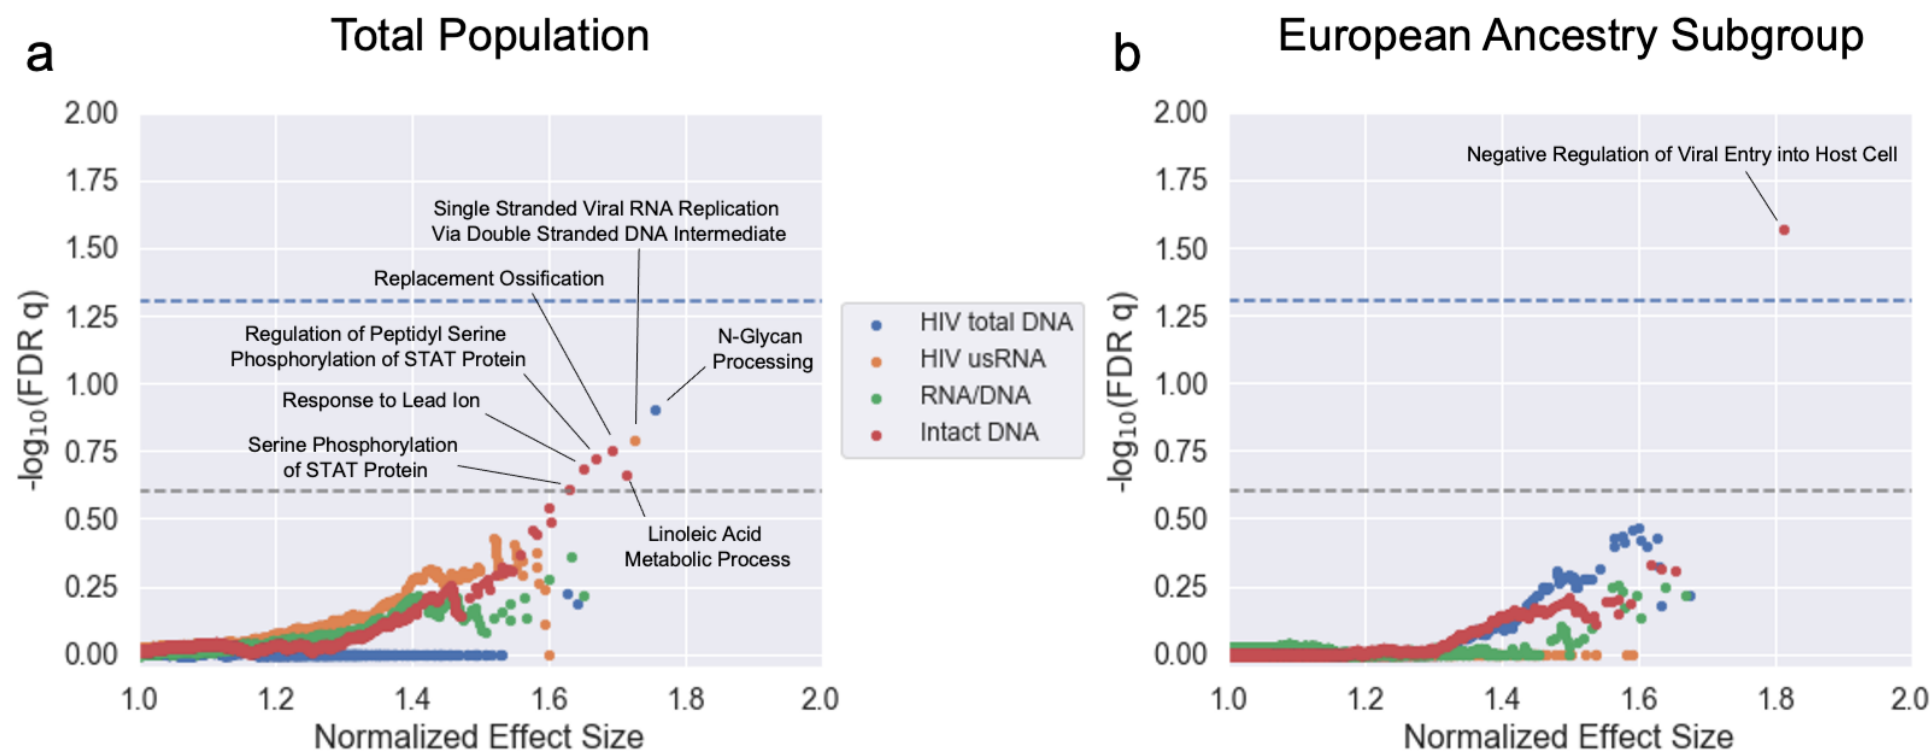 a
Total Population
2.00
1.75
1.50
1.25
1.00
0.75
0.50
0.25
0.00
-log10(FDR q)
Single Stranded Viral RNA Replication
Via Double Stranded DNA Intermediate
Replacement Ossification
Regulation of Peptidyl Serine
Phosphorylation of STAT Protein
N-Glycan
Processing
Response to Lead Ion
Serine Phosphorylation
of STAT Protein
Linoleic Acid
Metabolic Process
1.0 1.2 1.4 1.6 1.8 2.0
Normalized Effect Size
HIV total DNA
HIV usRNA
RNA/DNA
Intact DNA
b
European Ancestry Subgroup
2.00
1.75
1.50
1.25
1.00
0.75
0.50
0.25
0.00
-log10(FDR q)
Negative Regulation of Viral Entry into Host Cell
1.0 1.2 1.4 1.6 1.8 2.0
Normalized Effect Size